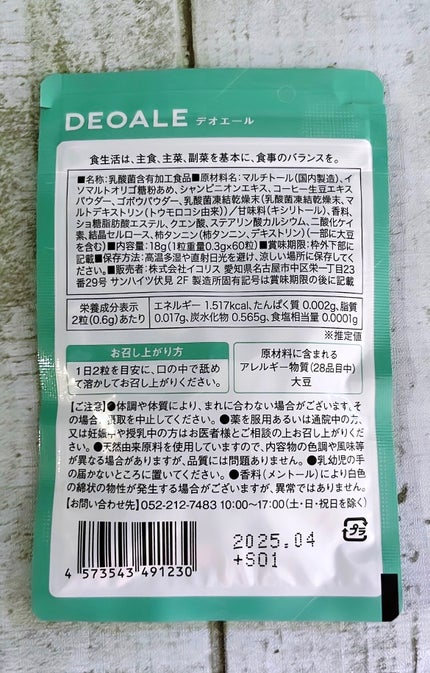 DEOALE デオエール
食生活は、主食、主菜、副菜を基本に、食事のバランスを。
■名称:乳酸菌含有加工食品■原材料名:マルチトール(国内製造)、イ
ソマルトオリゴ糖粉あめ、シャンピニオンエキス、コーヒー生豆エキス
パウダー、ゴボウパウダー、乳酸菌凍結乾燥末(乳酸菌凍結乾燥末、マ
ルトデキストリン(トウモロコシ由来))／甘味料(キシリトール)、香料、
ショ糖脂肪酸エステル、クエン酸、ステアリン酸カルシウム、二酸化ケイ
素、結晶セルロース、柿タンニン(柿タンニン、デキストリン)(一部に大豆
を含む)■内容量:18g(1粒重量0.3g×60粒)■賞味期限:枠外下部に
記載■保存方法:高温多湿や直射日光を避け、涼しい場所に保存してく
ださい。■販売者:株式会社イコリス 愛知県名古屋市中区栄一丁目23
番29号 サンハイツ伏見 2F 製造所固有記号は賞味期限の後に記載
栄養成分表示
2粒(0.6g)あたり
エネルギー 1.517kcal、たんぱく質 0.002g、脂質
0.017g、炭水化物 0.565g、食塩相当量 0.0001g
※推定値
お召し上がり方
1日2粒を目安に、口の中で舐め
て溶かしてお召し上がりください。
原材料に含まれる
アレルギー物質(28品目中)
大豆
【ご注意】●体調や体質により、まれに合わない場合がございます。そ
の場合、摂取を中止してください。●薬を服用あるいは通院中の方、
又は妊娠中や授乳中の方はお医者様とご相談の上お召し上がりくだ
さい。●天然由来原料を使用していますので、内容物の色調や風味等
が異なる場合がありますが、品質には問題ありません。●乳幼児の手
の届かないところに置いてください。●香料(メントール)により白色
の綿状の物性が発生する場合がございますが、異常ではありません。
【お問い合わせ先】052-212-7483 10:00〜17:00(土・日・祝日を除く)
4 573543 491230
2025.04
+S01
プラ